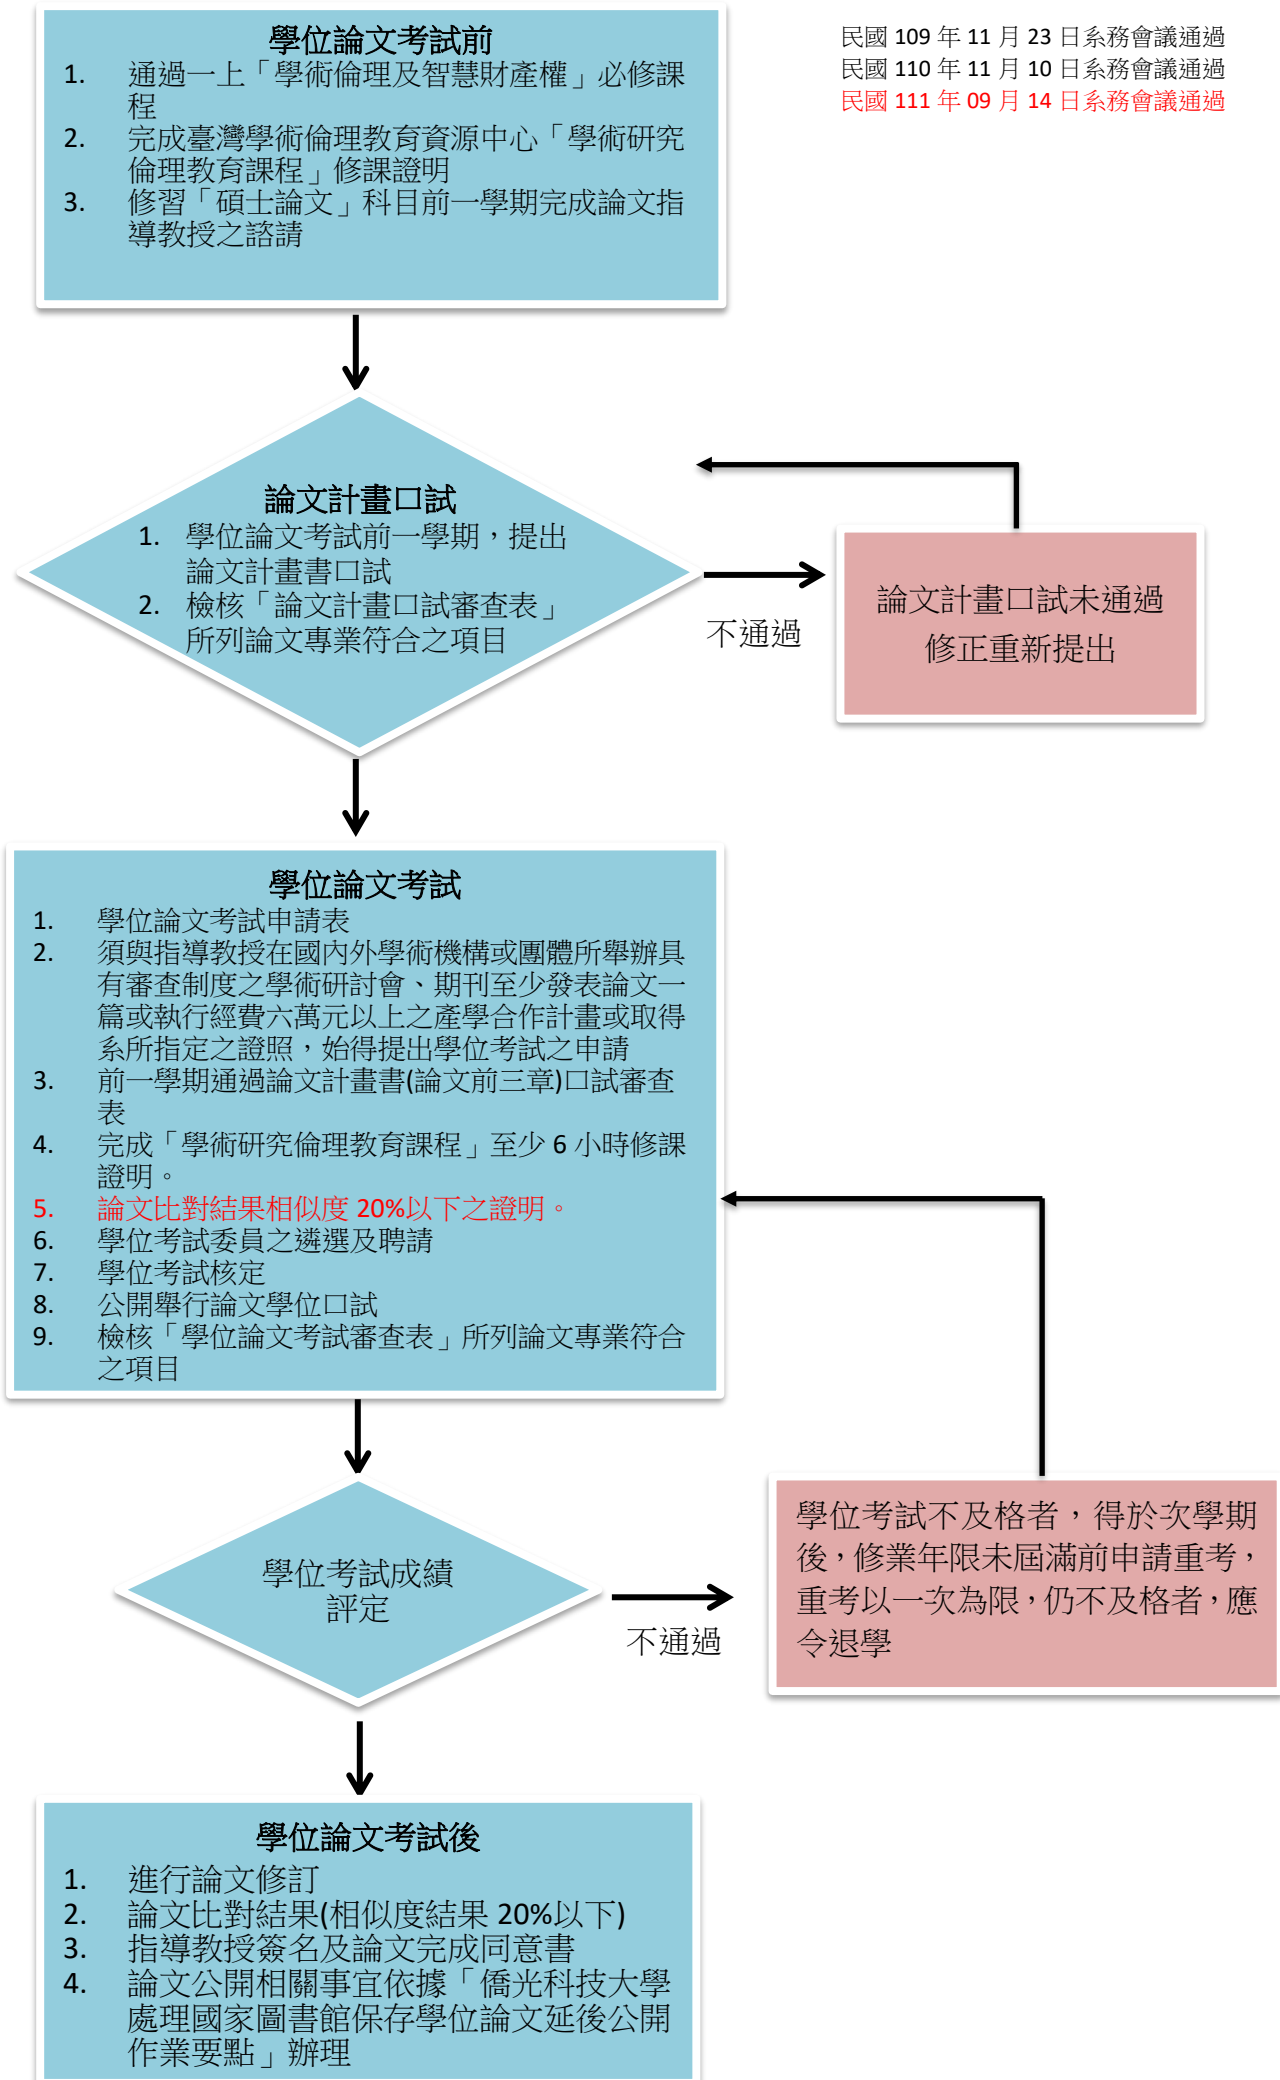 民國 109 年 11 月 23 日系務會議通過
民國 110 年 11 月 10 日系務會議通過
民國 111 年 09 月 14 日系務會議通過
學位論文考試前
1. 通過一上「學術倫理及智慧財產權」必修課
程
2. 完成臺灣學術倫理教育資源中心「學術研究
倫理教育課程」修課證明
3. 修習「碩士論文」科目前一學期完成論文指
導教授之諮請
論文計畫口試
1. 學位論文考試前一學期，提出
論文計畫書口試
2. 檢核「論文計畫口試審查表」
所列論文專業符合之項目
不通過
論文計畫口試未通過
修正重新提出
學位論文考試
1. 學位論文考試申請表
2. 須與指導教授在國內外學術機構或團體所舉辦具
有審查制度之學術研討會、期刊至少發表論文一
篇或執行經費六萬元以上之產學合作計畫或取得
系所指定之證照，始得提出學位考試之申請
3. 前一學期通過論文計畫書(論文前三章)口試審查
表
4. 完成「學術研究倫理教育課程」至少 6 小時修課
證明。
5. 論文比對結果相似度 20%以下之證明。
6. 學位考試委員之遴選及聘請
7. 學位考試核定
8. 公開舉行論文學位口試
9. 檢核「學位論文考試審查表」所列論文專業符合
之項目
學位考試成績
評定
不通過
學位考試不及格者，得於次學期
後，修業年限未屆滿前申請重考，
重考以一次為限，仍不及格者，應
令退學
學位論文考試後
1. 進行論文修訂
2. 論文比對結果(相似度結果 20%以下)
3. 指導教授簽名及論文完成同意書
4. 論文公開相關事宜依據「僑光科技大學
處理國家圖書館保存學位論文延後公開
作業要點」辦理